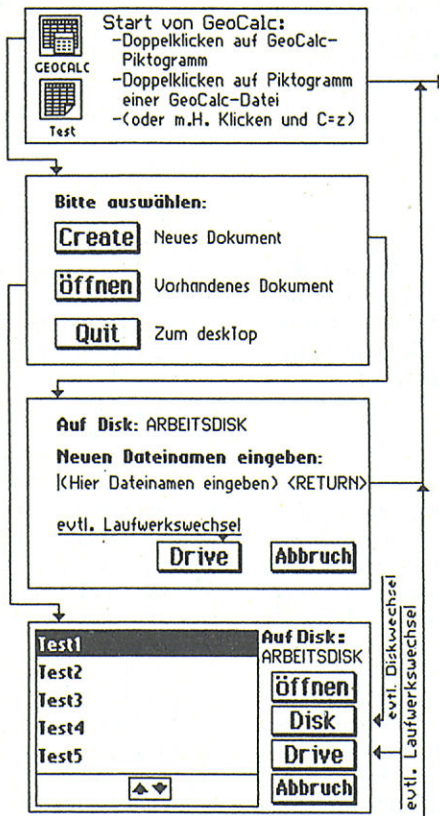 Start von GeoCalc:
-Doppelklicken auf GeoCalc-
Piktogramm
-Doppelklicken auf Piktogramm
einer GeoCalc-Datei
-(oder m.H. Klicken und C=z)
GEOCALC
Test
Bitte auswählen:
Create Neues Dokument
Öffnen Vorhandenes Dokument
Quit Zum deskTop
Auf Disk: ARBEITSDISK
Neuen Dateinamen eingeben:
(Hier Dateinamen eingeben) <RETURN>
evtl. Laufwerkswechsel
Drive Abbruch
Test1
Test2
Test3
Test4
Test5
Auf Disk:
ARBEITSDISK
Öffnen
Disk
Drive
Abbruch
evtl. Diskwechsel
evtl. Laufwerkswechsel